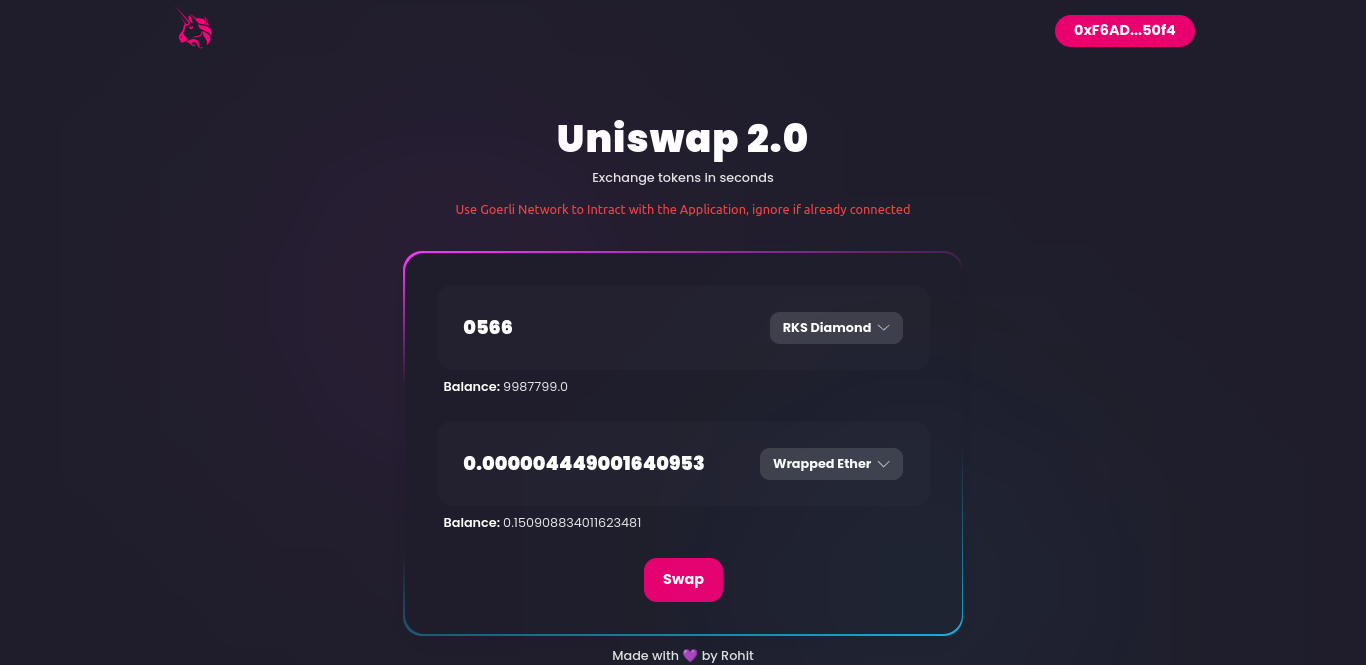 0xF6AD...50f4
Uniswap 2.0
Exchange tokens in seconds
Use Goerli Network to Intract with the Application, ignore if already connected
0566
RKS Diamond
Balance: 9987799.0
0.000004449001640953
Wrapped Ether
Balance: 0.150908834011623481
Swap
Made with 💜 by Rohit